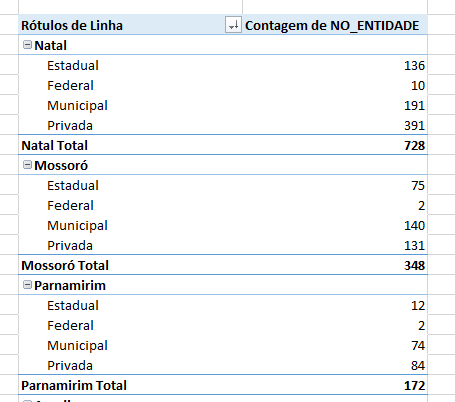 Rótulos de Linha Contagem de NO_ENTIDADE
Natal
Estadual 136
Federal 10
Municipal 191
Privada 391
Natal Total 728
Mossoró
Estadual 75
Federal 2
Municipal 140
Privada 131
Mossoró Total 348
Parnamirim
Estadual 12
Federal 2
Municipal 74
Privada 84
Parnamirim Total 172